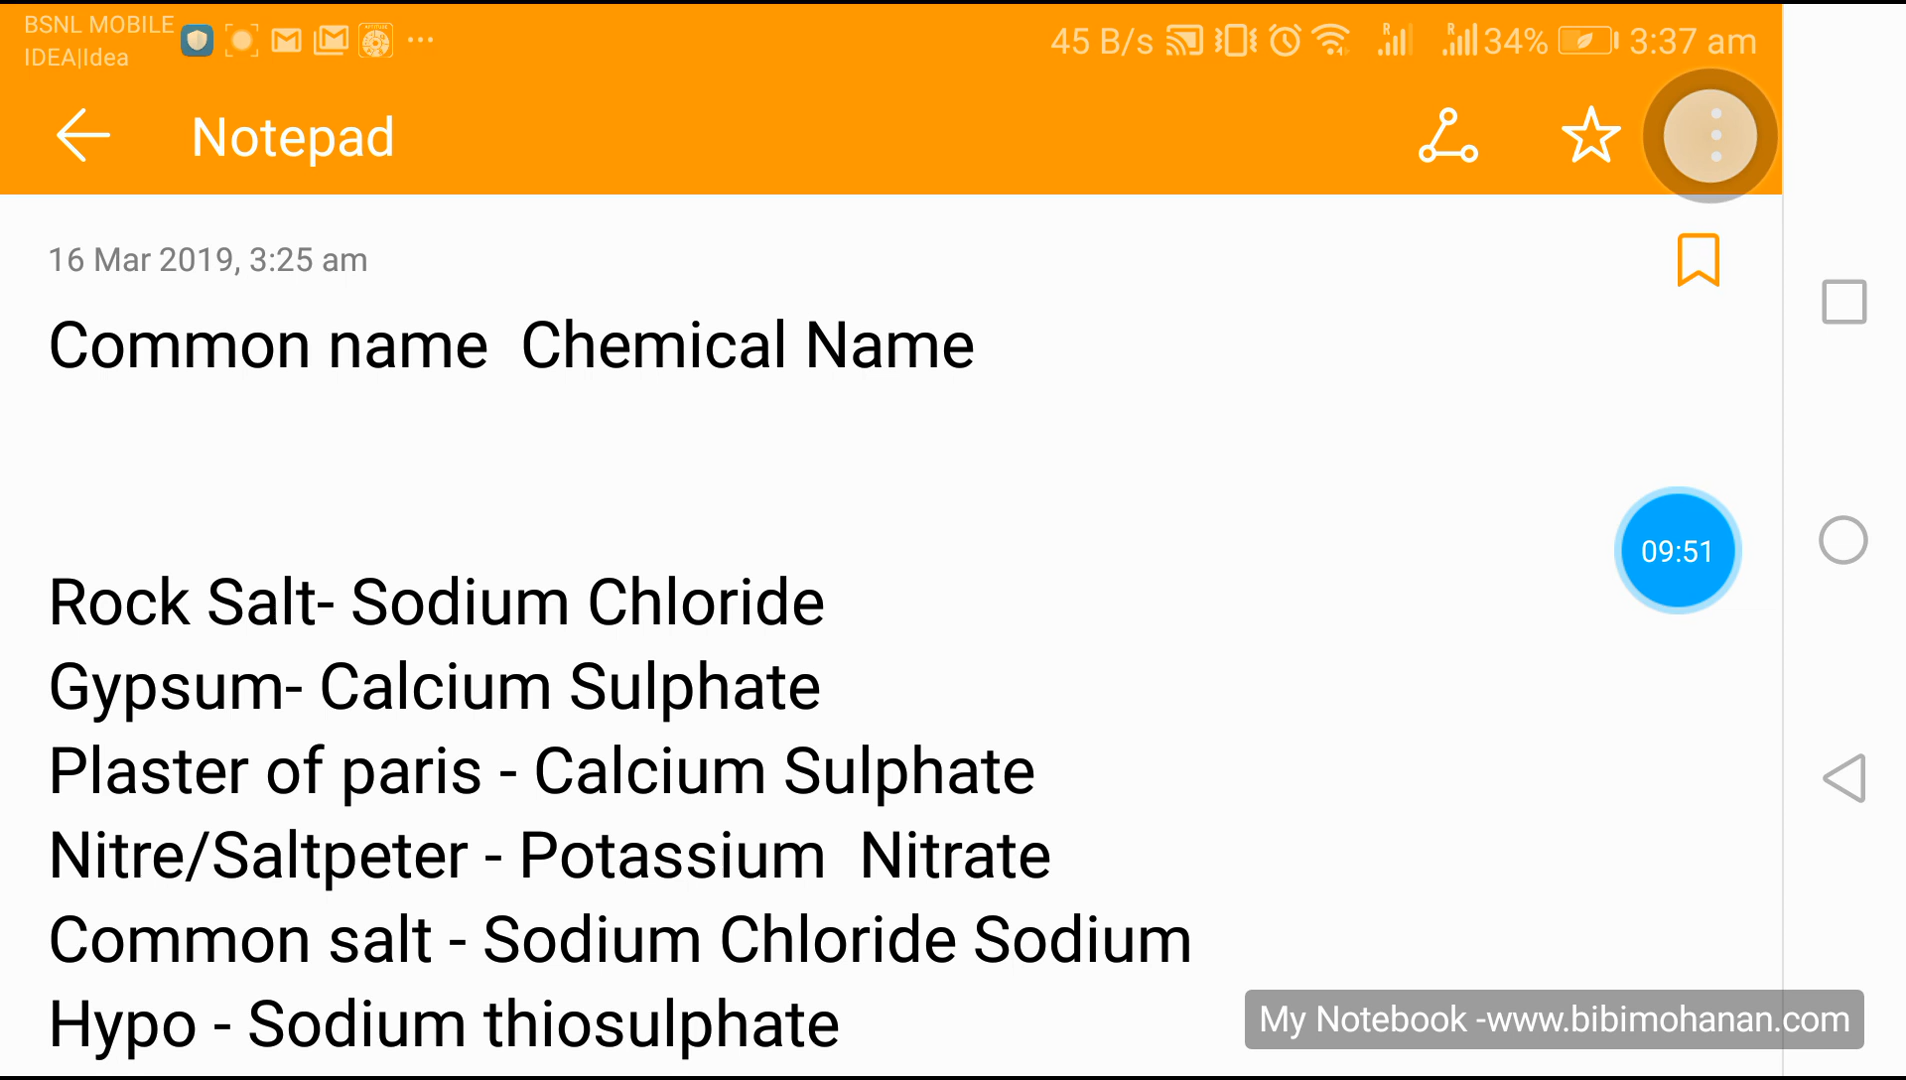 BSNL MOBILE
IDEA|Idea
45 B/s
34%
3:37 am
Notepad
16 Mar 2019, 3:25 am
Common name  Chemical Name
09:51
Rock Salt- Sodium Chloride
Gypsum- Calcium Sulphate
Plaster of paris - Calcium Sulphate
Nitre/Saltpeter - Potassium  Nitrate
Common salt - Sodium Chloride Sodium
Hypo - Sodium thiosulphate
My Notebook -www.bibimohanan.com